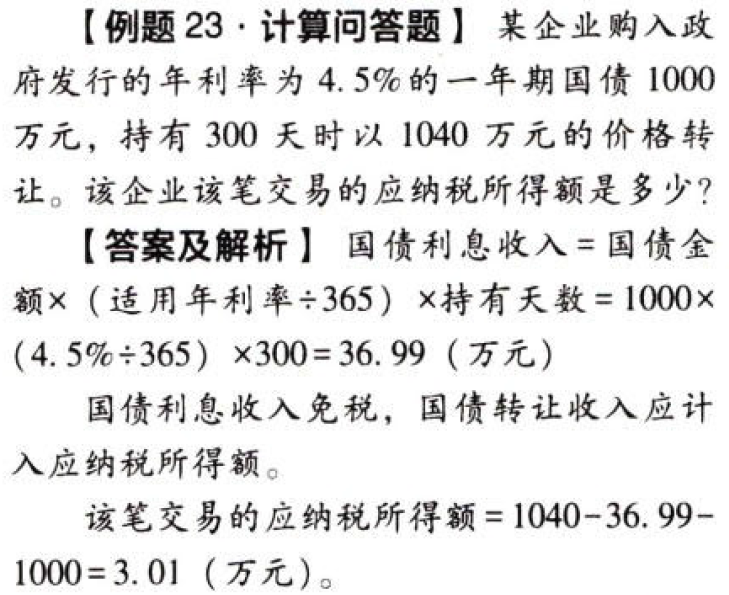 【例题 23·计算问答题】 某企业购入政
府发行的年利率为 4.5%的一年期国债 1000
万元，持有 300 天时以 1040 万元的价格转
让。该企业该笔交易的应纳税所得额是多少?
【答案及解析】 国债利息收入=国债金
额×（适用年利率÷365）×持有天数=1000×
(4.5%÷365）×300=36.99（万元）
国债利息收入免税，国债转让收入应计
入应纳税所得额。
该笔交易的应纳税所得额=1040-36.99-
1000=3.01（万元）。